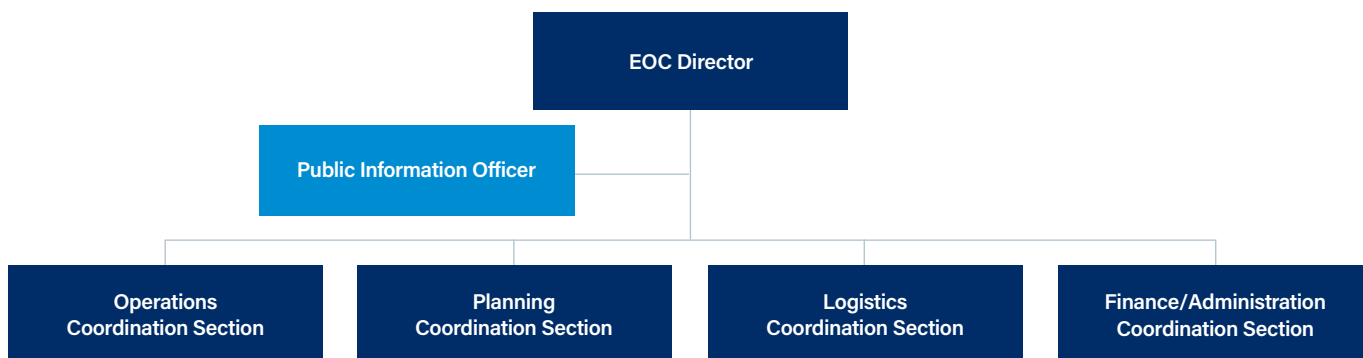 EOC Director
Public Information Officer
Operations
Coordination Section
Planning
Coordination Section
Logistics
Coordination Section
Finance/Administration
Coordination Section